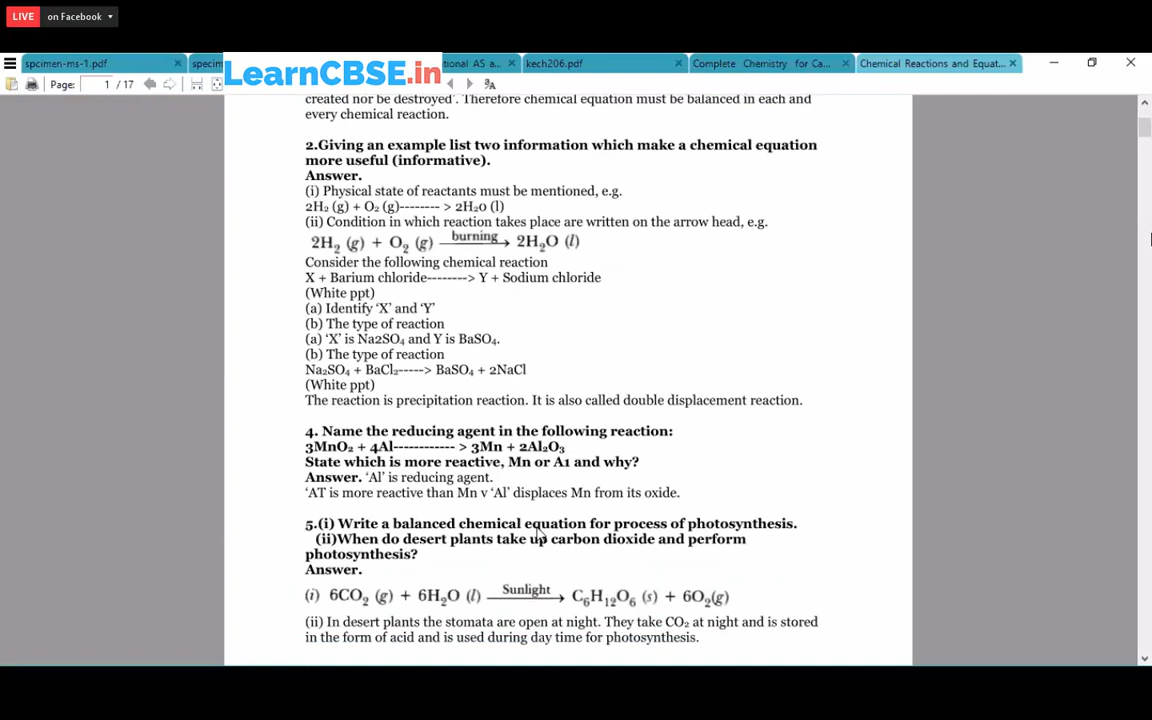 LIVE on Facebook
spcimen-ms-1.pdf
specim
LearnCBSE.in
tional AS a...
kech206.pdf
Complete Chemistry for Ca...
Chemical Reactions and Equat...
Page: 1 / 17
created nor be destroyed'. Therefore chemical equation must be balanced in each and
every chemical reaction.
2.Giving an example list two information which make a chemical equation
more useful (informative).
Answer.
(i) Physical state of reactants must be mentioned, e.g.
2H₂ (g) + O₂ (g)-------- > 2H₂0 (l)
(ii) Condition in which reaction takes place are written on the arrow head, e.g.
2H₂ (g) + O₂ (g) burning→ 2H₂O (l)
Consider the following chemical reaction
X + Barium chloride--------> Y + Sodium chloride
(White ppt)
(a) Identify 'X' and 'Y'
(b) The type of reaction
(a) 'X' is Na2SO₄ and Y is BaSO₄.
(b) The type of reaction
Na₂SO₄ + BaCl₂-----> BaSO₄ + 2NaCl
(White ppt)
The reaction is precipitation reaction. It is also called double displacement reaction.
4. Name the reducing agent in the following reaction:
3MnO₂ + 4Al------------ > 3Mn + 2Al₂O₃
State which is more reactive, Mn or A1 and why?
Answer. 'Al' is reducing agent.
'AT is more reactive than Mn v 'Al' displaces Mn from its oxide.
5.(i) Write a balanced chemical equation for process of photosynthesis.
(ii)When do desert plants take up carbon dioxide and perform
photosynthesis?
Answer.
(i) 6CO₂ (g) + 6H₂O (l) Sunlight→ C₆H₁₂O₆ (s) + 6O₂(g)
(ii) In desert plants the stomata are open at night. They take CO₂ at night and is stored
in the form of acid and is used during day time for photosynthesis.